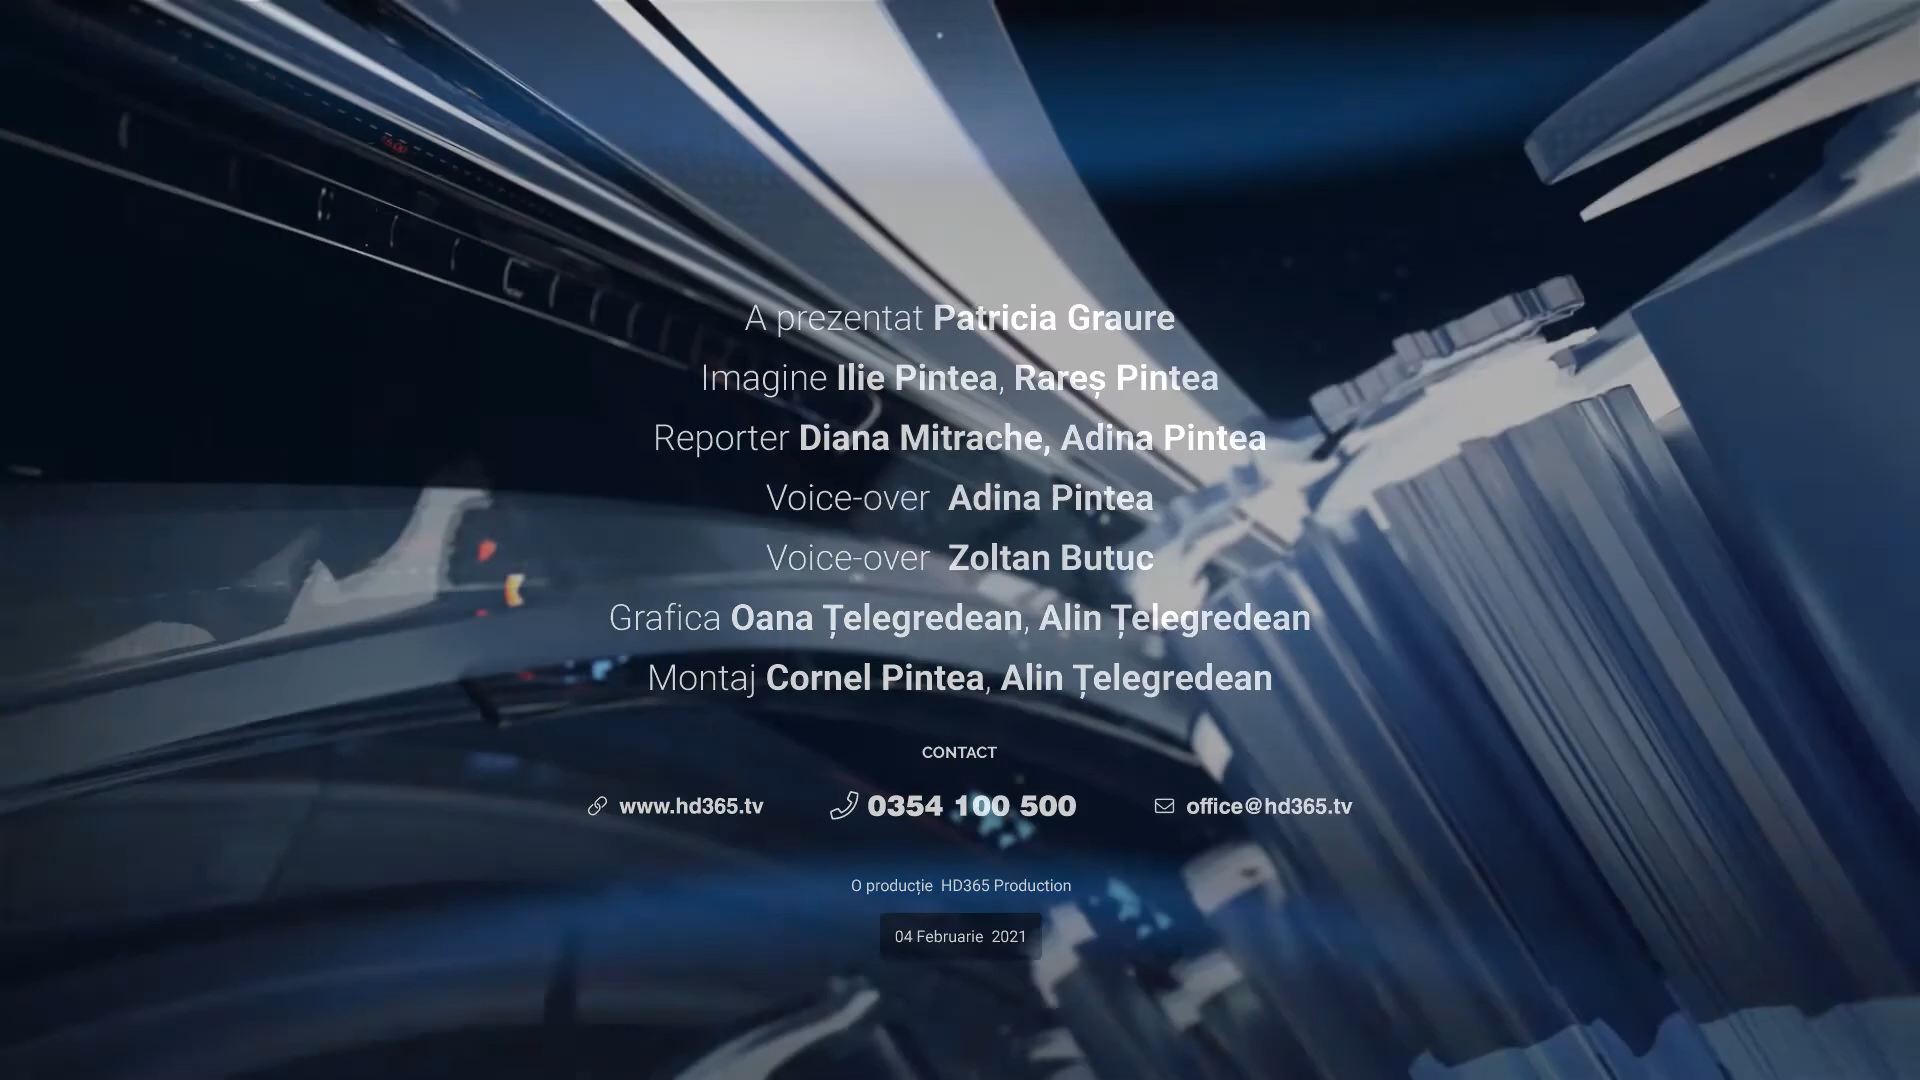 A prezentat Patricia Graure
Imagine Ilie Pintea, Rareș Pintea
Reporter Diana Mitrache, Adina Pintea
Voice-over Adina Pintea
Voice-over Zoltan Butuc
Grafica Oana Țelegredean, Alin Țelegredean
Montaj Cornel Pintea, Alin Țelegredean
CONTACT
www.hd365.tv 0354 100 500 office@hd365.tv
O producție HD365 Production
04 Februarie 2021